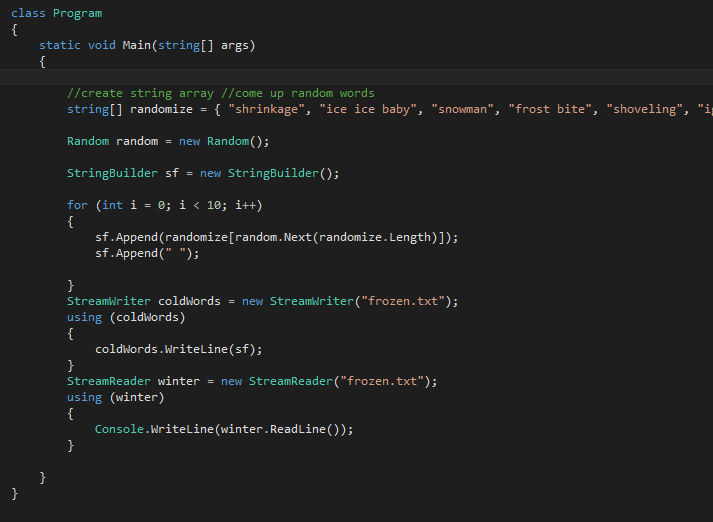 class Program
{
static void Main(string[] args)
{
//create string array //come up random words
string[] randomize = { "shrinkage", "ice ice baby", "snowman", "frost bite", "shoveling",
Random random = new Random();
StringBuilder sf = new StringBuilder();
for (int i = 0; i < 10; i++)
{
sf.Append(randomize[random.Next(randomize.Length)]);
sf.Append(" ");
}
StreamWriter coldWords = new StreamWriter("frozen.txt");
using (coldWords)
{
coldWords.WriteLine(sf);
}
StreamReader winter = new StreamReader("frozen.txt");
using (winter)
{
Console.WriteLine(winter.ReadLine());
}
}
}